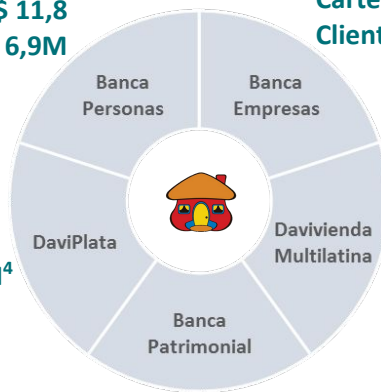 $ 11,8
6,9M
Banca
Personas
Banca
Empresas
DaviPlata
Davivienda
Multilatina
Banca
Patrimonial